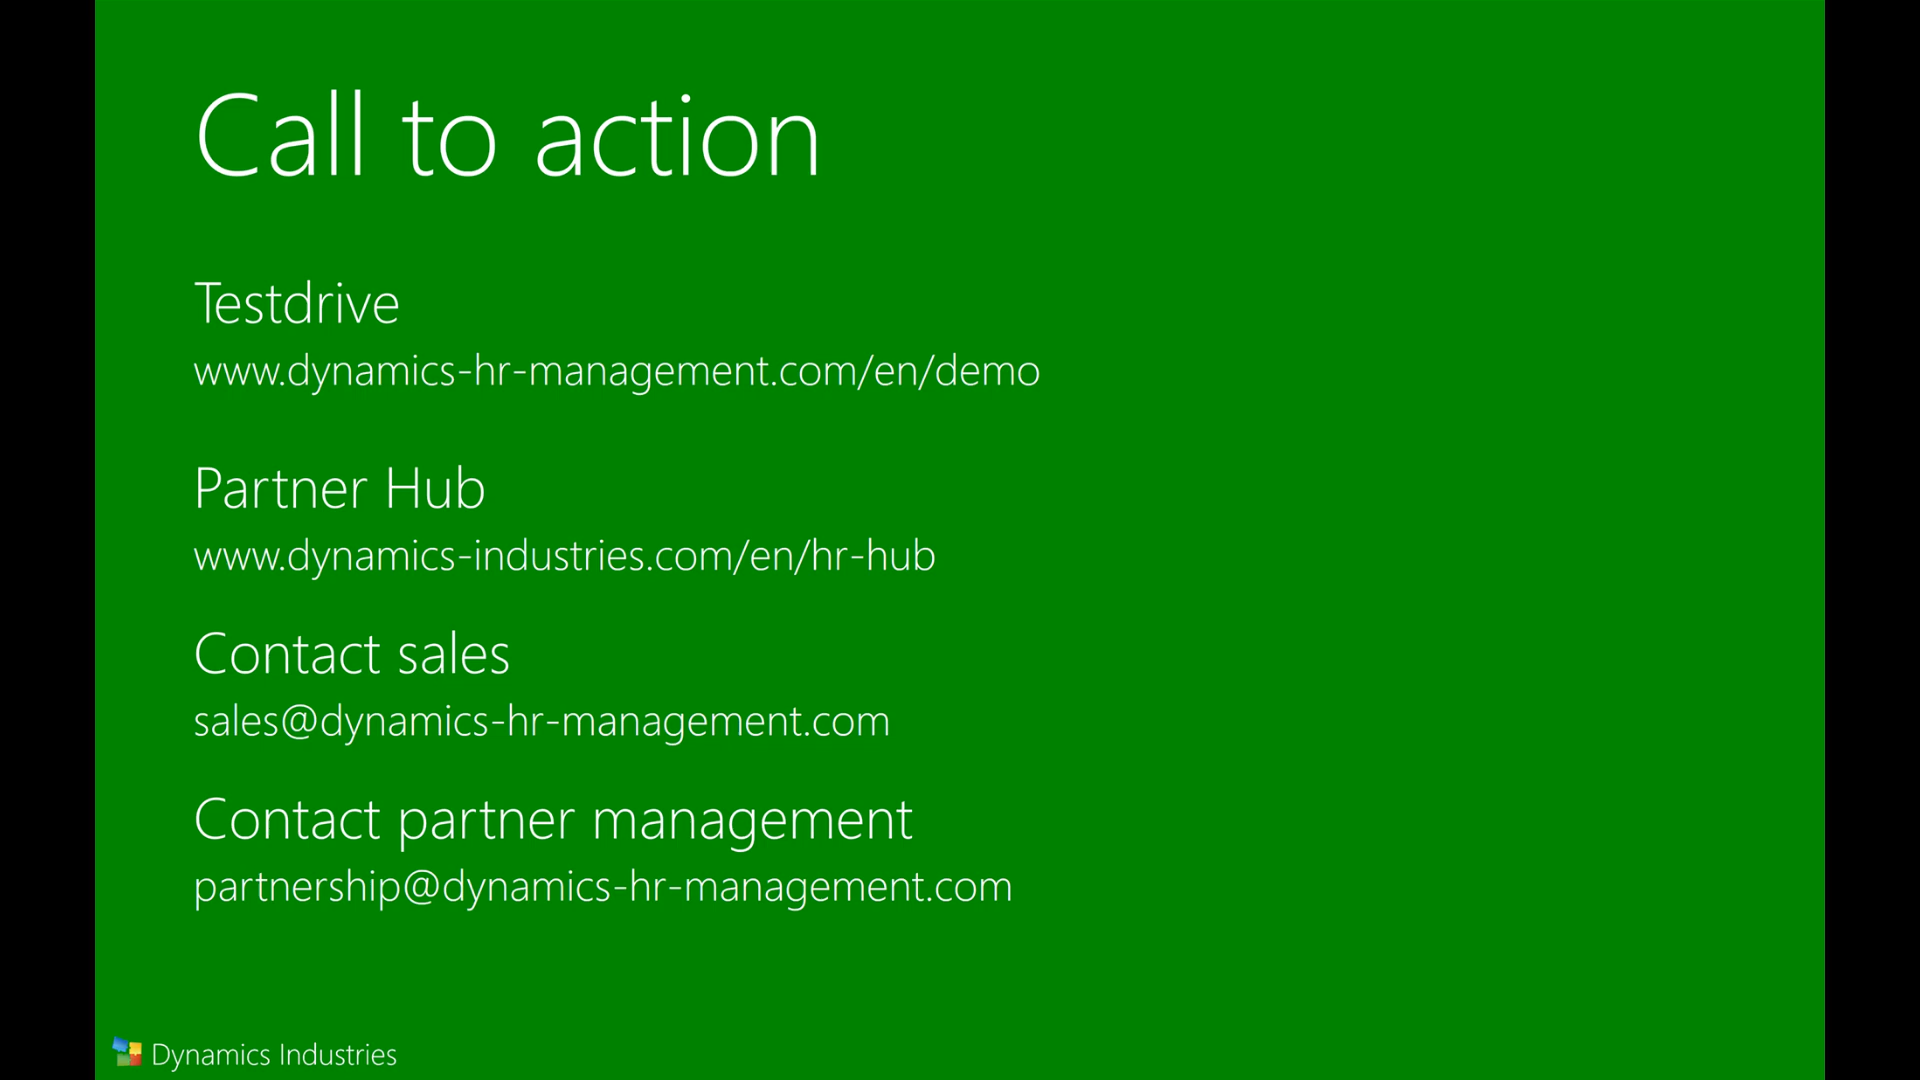 Call to action
Testdrive
www.dynamics-hr-management.com/en/demo
Partner Hub
www.dynamics-industries.com/en/hr-hub
Contact sales
sales@dynamics-hr-management.com
Contact partner management
partnership@dynamics-hr-management.com
Dynamics Industries